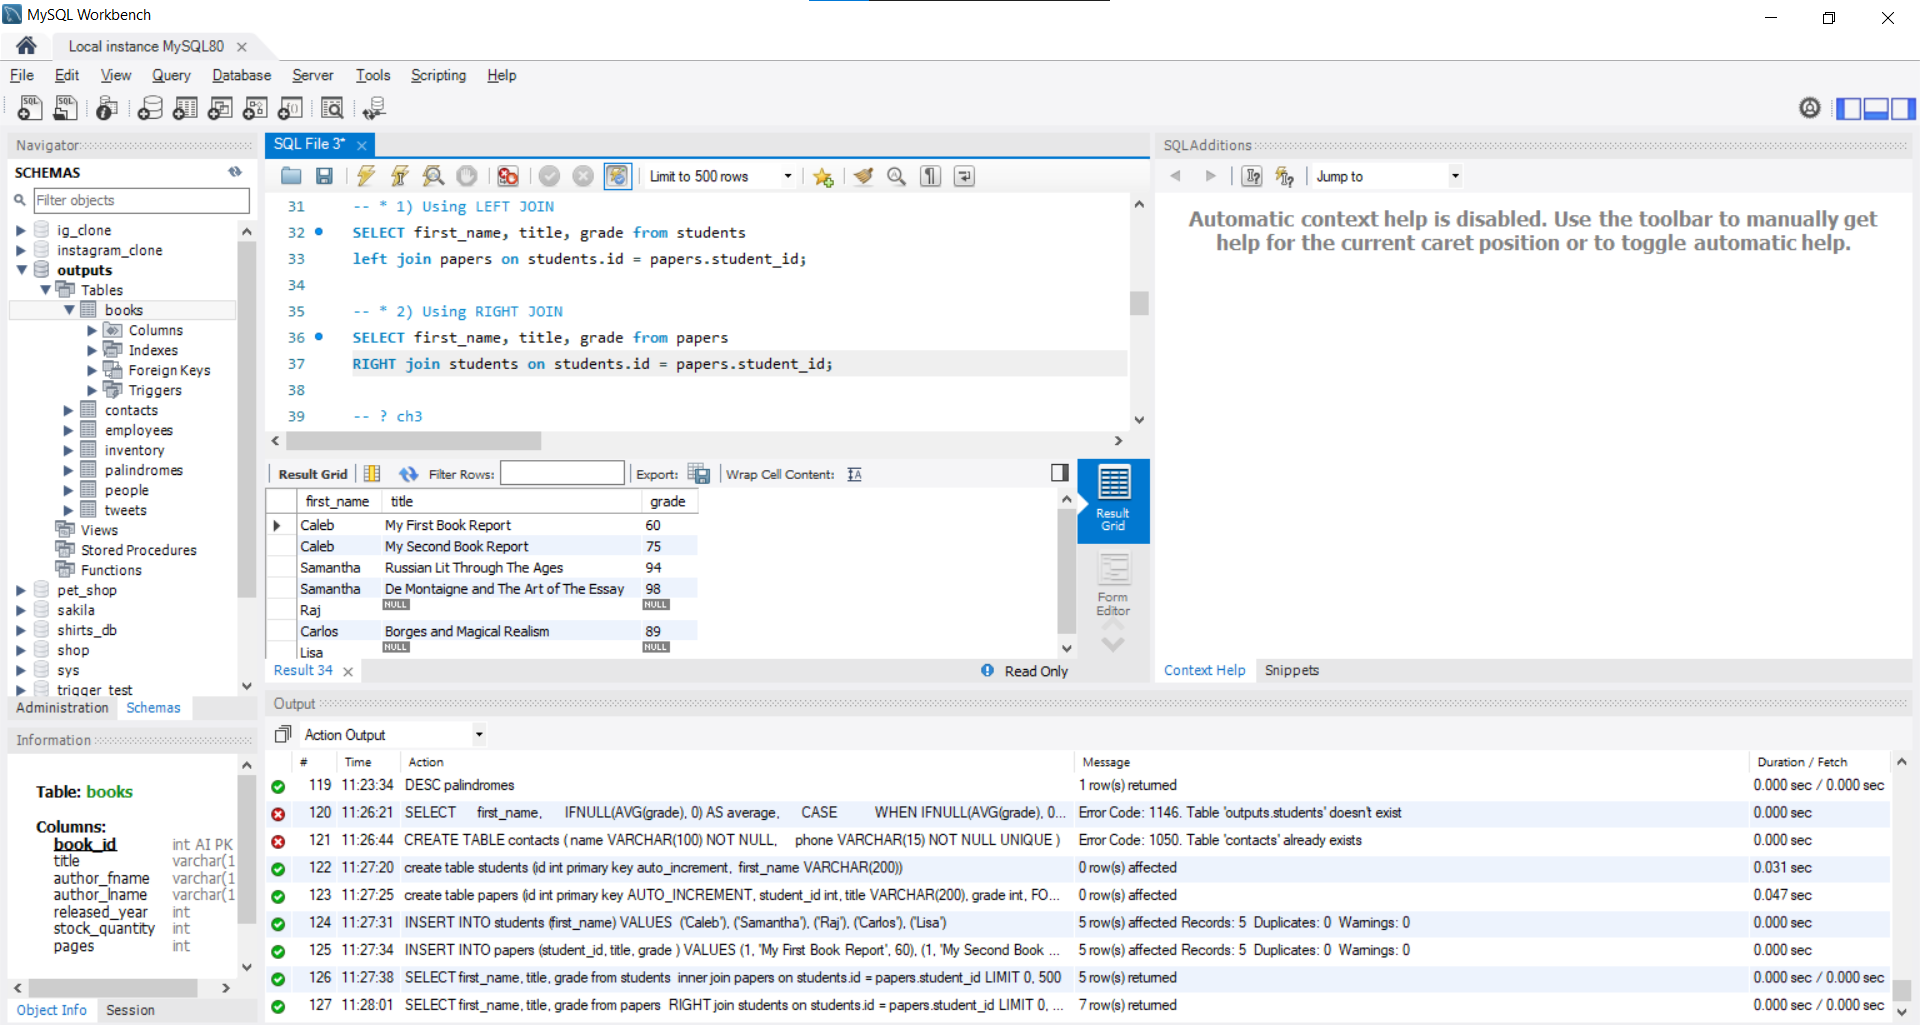 MySQL Workbench
Local instance MySQL80
File Edit View Query Database Server Tools Scripting Help
Navigator
SCHEMAS
Filter objects
ig_clone
instagram_clone
outputs
Tables
books
Columns
Indexes
Foreign Keys
Triggers
contacts
employees
inventory
palindromes
people
tweets
Views
Stored Procedures
Functions
pet_shop
sakila
shirts_db
shop
sys
trigger_test
Administration Schemas
Information
Table: books
Columns:
book_id int AI PK
title varchar(1
author_fname varchar(1
author_lname varchar(1
released_year int
stock_quantity int
pages int
Object Info Session
SQL File 3*
Limit to 500 rows
31 -- * 1) Using LEFT JOIN
32 SELECT first_name, title, grade from students
33 left join papers on students.id = papers.student_id;
34
35 -- * 2) Using RIGHT JOIN
36 SELECT first_name, title, grade from papers
37 RIGHT join students on students.id = papers.student_id;
38
39 -- ? ch3
Result Grid Filter Rows: Export: Wrap Cell Content:
first_name title grade
Caleb My First Book Report 60
Caleb My Second Book Report 75
Samantha Russian Lit Through The Ages 94
Samantha De Montaigne and The Art of The Essay 98
Raj NULL NULL
Carlos Borges and Magical Realism 89
Lisa NULL NULL
Result Grid
Form Editor
Result 34 Read Only
SQLAdditions
Jump to
Automatic context help is disabled. Use the toolbar to manually get
help for the current caret position or to toggle automatic help.
Context Help Snippets
Output
Action Output
# Time Action Message Duration / Fetch
119 11:23:34 DESC palindromes 1 row(s) returned 0.000 sec / 0.000 sec
120 11:26:21 SELECT first_name, IFNULL(AVG(grade), 0) AS average, CASE WHEN IFNULL(AVG(grade), 0... Error Code: 1146. Table 'outputs.students' doesn't exist 0.000 sec
121 11:26:44 CREATE TABLE contacts ( name VARCHAR(100) NOT NULL, phone VARCHAR(15) NOT NULL UNIQUE ) Error Code: 1050. Table 'contacts' already exists 0.000 sec
122 11:27:20 create table students (id int primary key auto_increment, first_name VARCHAR(200)) 0 row(s) affected 0.031 sec
123 11:27:25 create table papers (id int primary key AUTO_INCREMENT, student_id int, title VARCHAR(200), grade int, FO... 0 row(s) affected 0.047 sec
124 11:27:31 INSERT INTO students (first_name) VALUES ('Caleb'), ('Samantha'), ('Raj'), ('Carlos'), ('Lisa') 5 row(s) affected Records: 5 Duplicates: 0 Warnings: 0 0.000 sec
125 11:27:34 INSERT INTO papers (student_id, title, grade ) VALUES (1, 'My First Book Report', 60), (1, 'My Second Book ... 5 row(s) affected Records: 5 Duplicates: 0 Warnings: 0 0.000 sec
126 11:27:38 SELECT first_name, title, grade from students inner join papers on students.id = papers.student_id LIMIT 0, 500 5 row(s) returned 0.000 sec / 0.000 sec
127 11:28:01 SELECT first_name, title, grade from papers RIGHT join students on students.id = papers.student_id LIMIT 0, ... 7 row(s) returned 0.000 sec / 0.000 sec